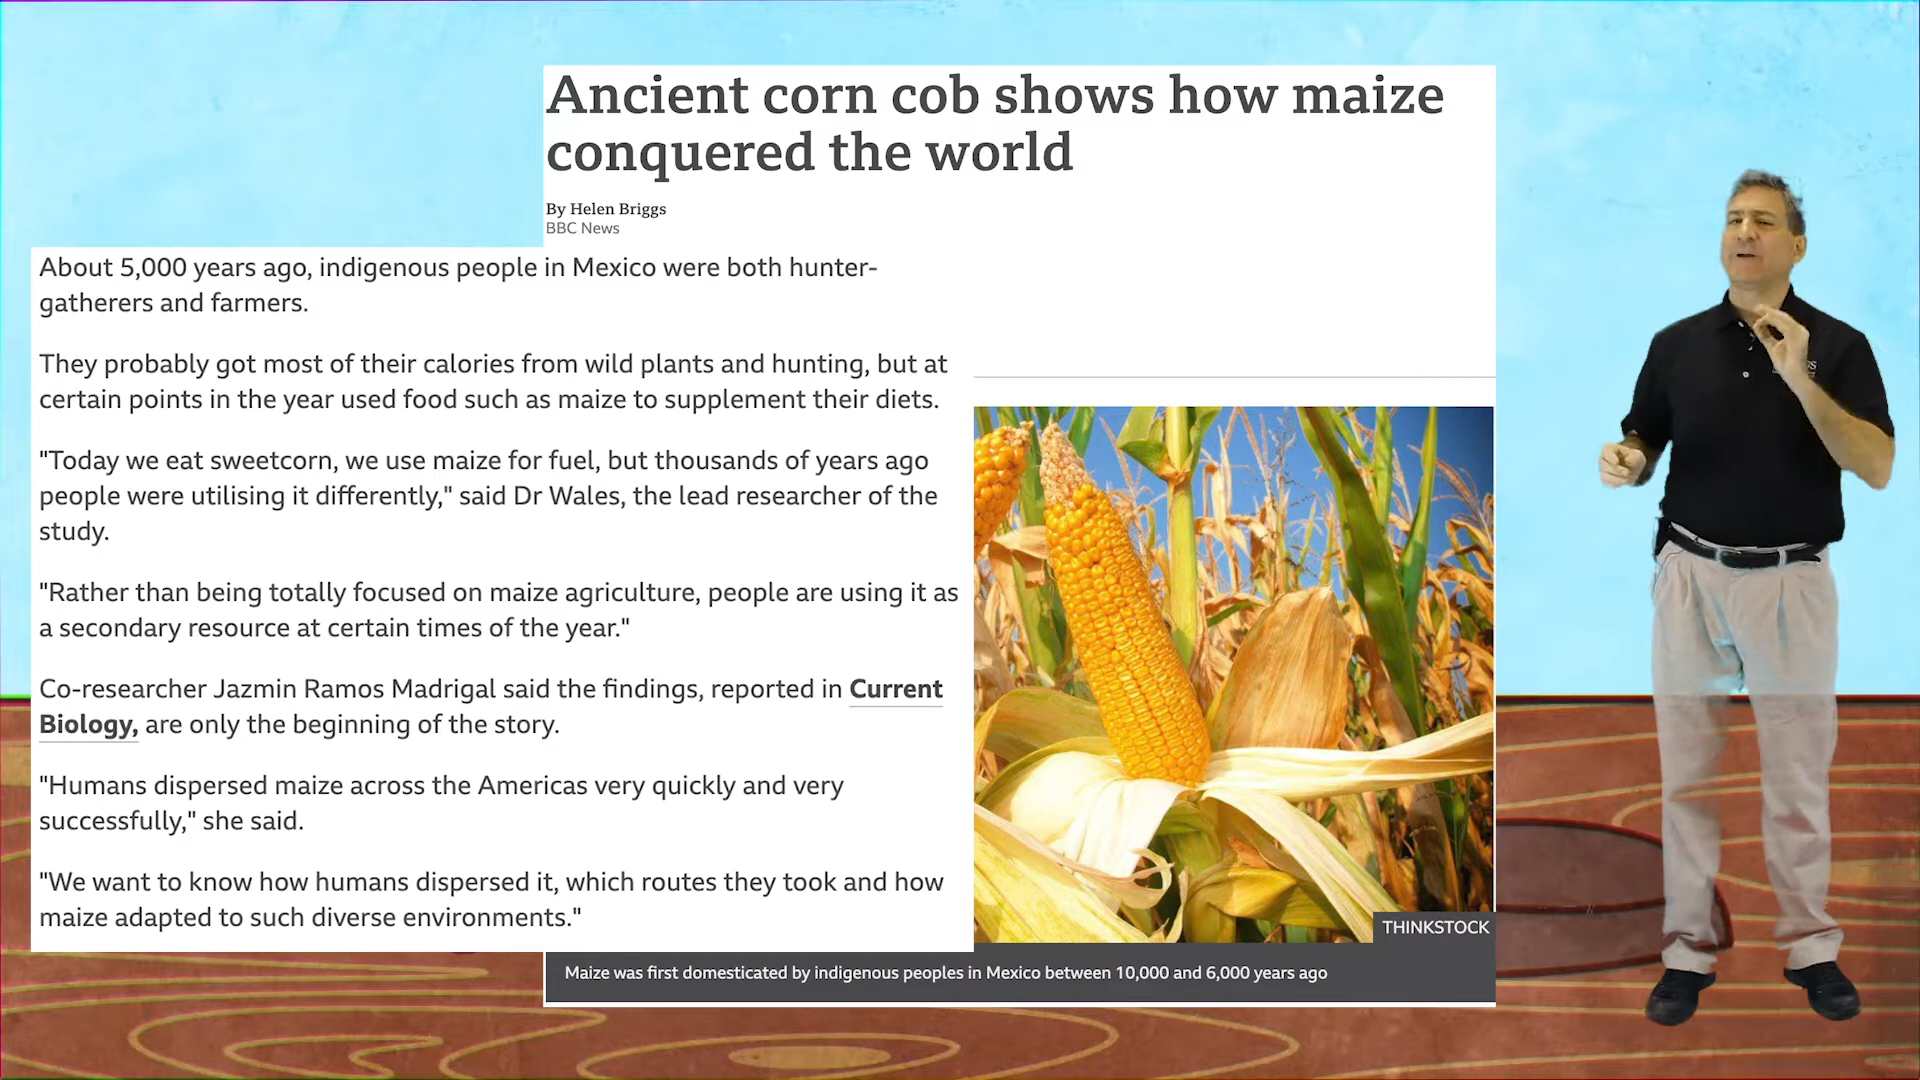 Ancient corn cob shows how maize
conquered the world
By Helen Briggs
BBC News
About 5,000 years ago, indigenous people in Mexico were both hunter-
gatherers and farmers.
They probably got most of their calories from wild plants and hunting, but at
certain points in the year used food such as maize to supplement their diets.
"Today we eat sweetcorn, we use maize for fuel, but thousands of years ago
people were utilising it differently," said Dr Wales, the lead researcher of the
study.
"Rather than being totally focused on maize agriculture, people are using it as
a secondary resource at certain times of the year."
Co-researcher Jazmin Ramos Madrigal said the findings, reported in Current
Biology, are only the beginning of the story.
"Humans dispersed maize across the Americas very quickly and very
successfully," she said.
"We want to know how humans dispersed it, which routes they took and how
maize adapted to such diverse environments."
THINKSTOCK
Maize was first domesticated by indigenous peoples in Mexico between 10,000 and 6,000 years ago